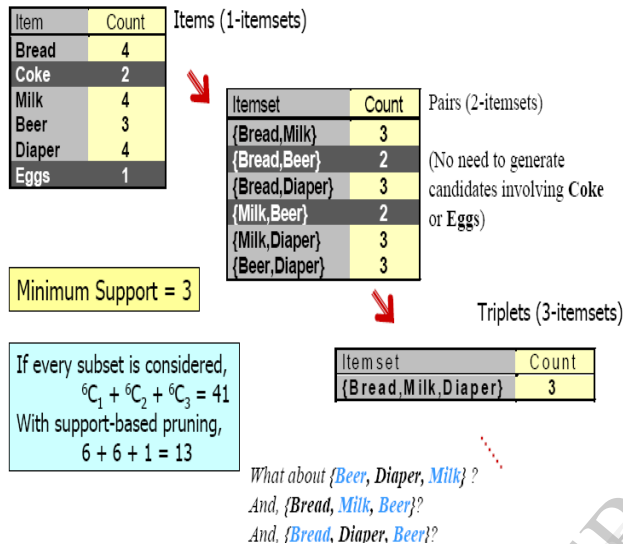 Item Count
Bread 4
Coke 2
Milk 4
Beer 3
Diaper 4
Eggs 1
Items (1-itemsets)
Itemset Count
{Bread,Milk} 3
{Bread,Beer} 2
{Bread,Diaper} 3
{Milk,Beer} 2
{Milk,Diaper} 3
{Beer,Diaper} 3
Pairs (2-itemsets)
(No need to generate
candidates involving Coke
or Eggs)
Minimum Support = 3
Triplets (3-itemsets)
If every subset is considered,
⁶C₁ + ⁶C₂ + ⁶C₃ = 41
With support-based pruning,
6 + 6 + 1 = 13
Itemset Count
{Bread,Milk,Diaper} 3
What about {Beer, Diaper, Milk} ?
And, {Bread, Milk, Beer}?
And, {Bread, Diaper, Beer}?